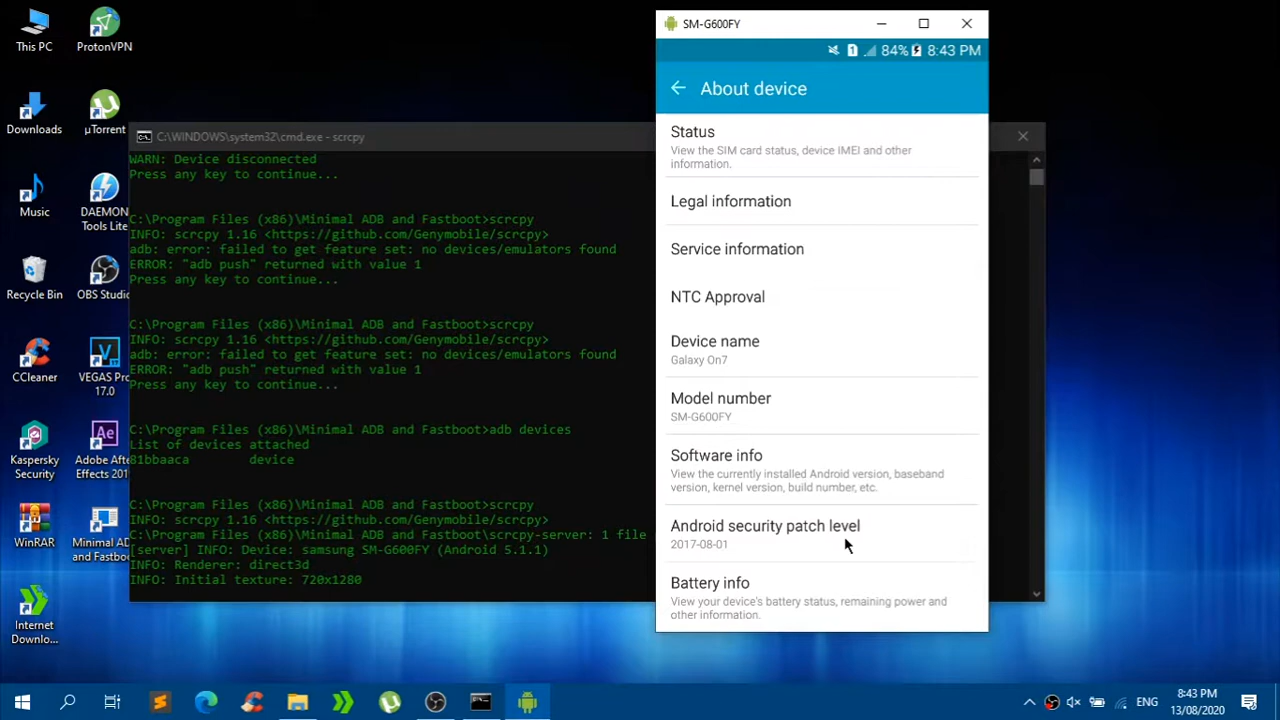 This PC
ProtonVPN
Downloads
µTorrent
Music
DAEMON
Tools Lite
Recycle Bin
OBS Studio
CCleaner
VEGAS Pro
17.0
Kaspersky
Security
Adobe
After
Effects
WinRAR
Minimal AD
and Fastboot
Internet
Downlo...
C:\WINDOWS\system32\cmd.exe - scrcpy
WARN: Device disconnected
Press any key to continue...
C:\Program Files (x86)\Minimal ADB and Fastboot>scrcpy
INFO: scrcpy 1.16 <https://github.com/Genymobile/scrcpy>
adb: error: failed to get feature set: no devices/emulators found
ERROR: "adb push" returned with value 1
Press any key to continue...
C:\Program Files (x86)\Minimal ADB and Fastboot>scrcpy
INFO: scrcpy 1.16 <https://github.com/Genymobile/scrcpy>
adb: error: failed to get feature set: no devices/emulators found
ERROR: "adb push" returned with value 1
Press any key to continue...
C:\Program Files (x86)\Minimal ADB and Fastboot>adb devices
List of devices attached
81bbaaca device
C:\Program Files (x86)\Minimal ADB and Fastboot>scrcpy
INFO: scrcpy 1.16 <https://github.com/Genymobile/scrcpy>
C:\Program Files (x86)\Minimal ADB and Fastboot\scrcpy-server: 1 file
[server] INFO: Device: samsung SM-G600FY (Android 5.1.1)
INFO: Renderer: direct3d
INFO: Initial texture: 720x1280
SM-G600FY
1 84% 8:43 PM
About device
Status
View the SIM card status, device IMEI and other
information.
Legal information
Service information
NTC Approval
Device name
Galaxy On7
Model number
SM-G600FY
Software info
View the currently installed Android version, baseband
version, kernel version, build number, etc.
Android security patch level
2017-08-01
Battery info
View your device's battery status, remaining power and
other information.
ENG
8:43 PM
13/08/2020